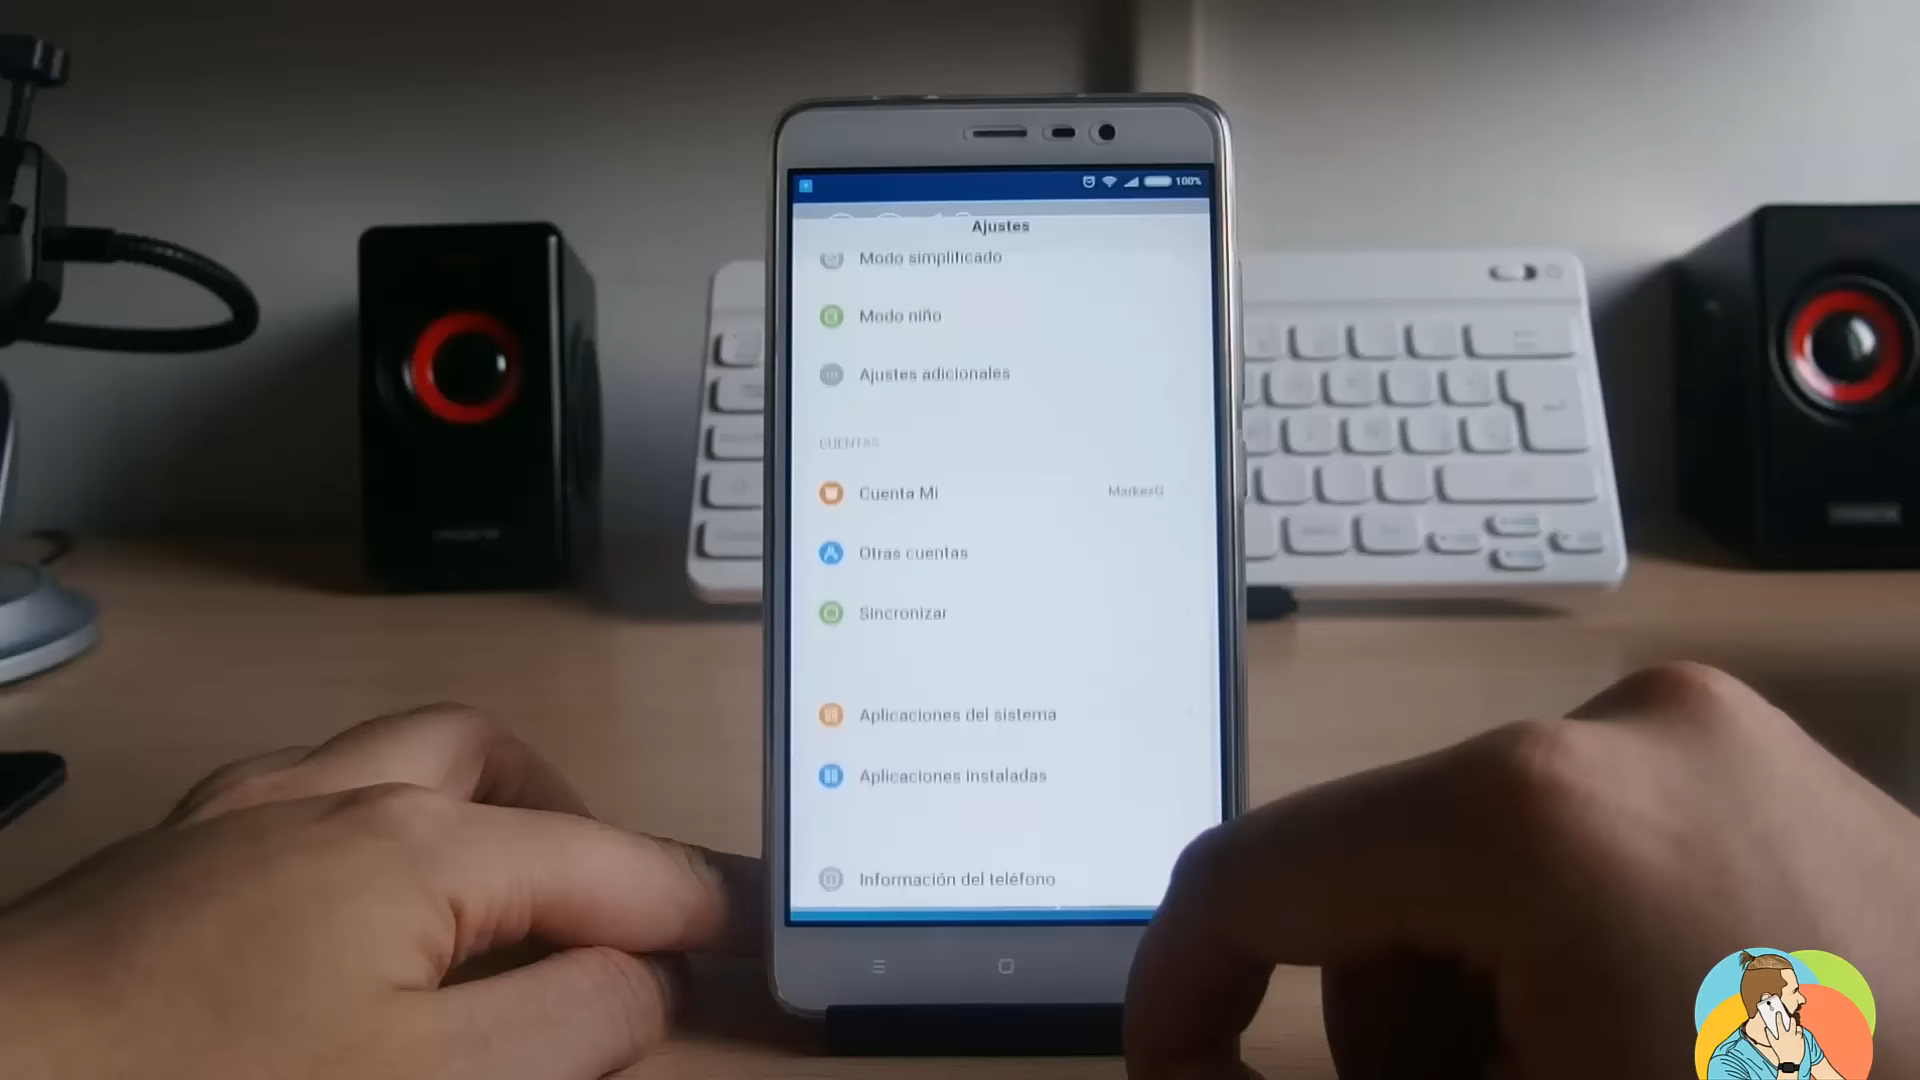 100%
Ajustes
Modo simplificado
Modo niño
Ajustes adicionales
CUENTAS
Cuenta Mi
Otras cuentas
Sincronizar
Aplicaciones del sistema
Aplicaciones instaladas
Información del teléfono